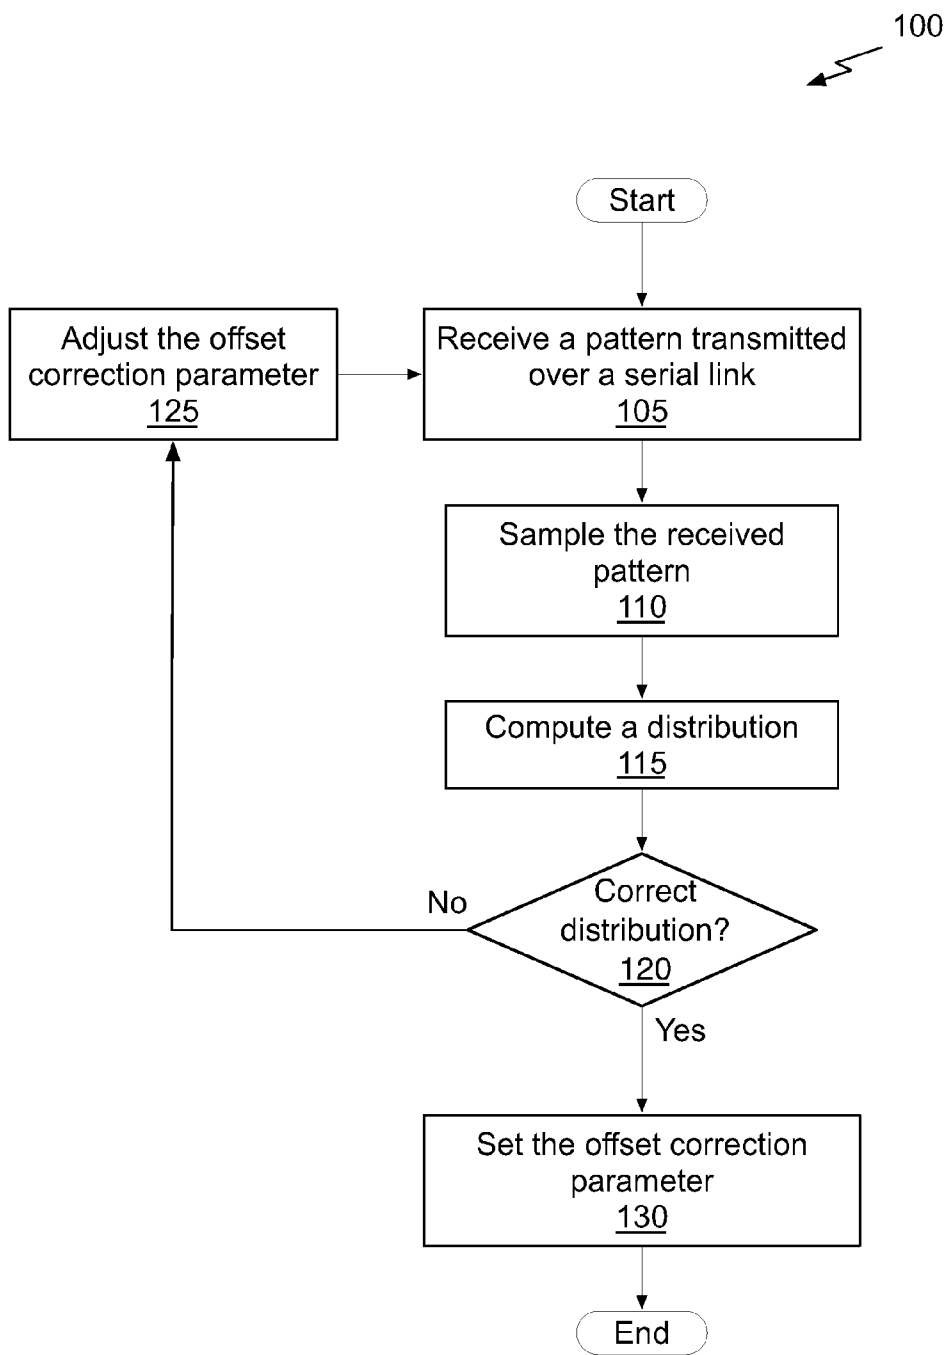 100
Start
Adjust the offset
correction parameter
125
Receive a pattern transmitted
over a serial link
105
Sample the received
pattern
110
Compute a distribution
115
Correct
distribution?
120
No
Yes
Set the offset correction
parameter
130
End